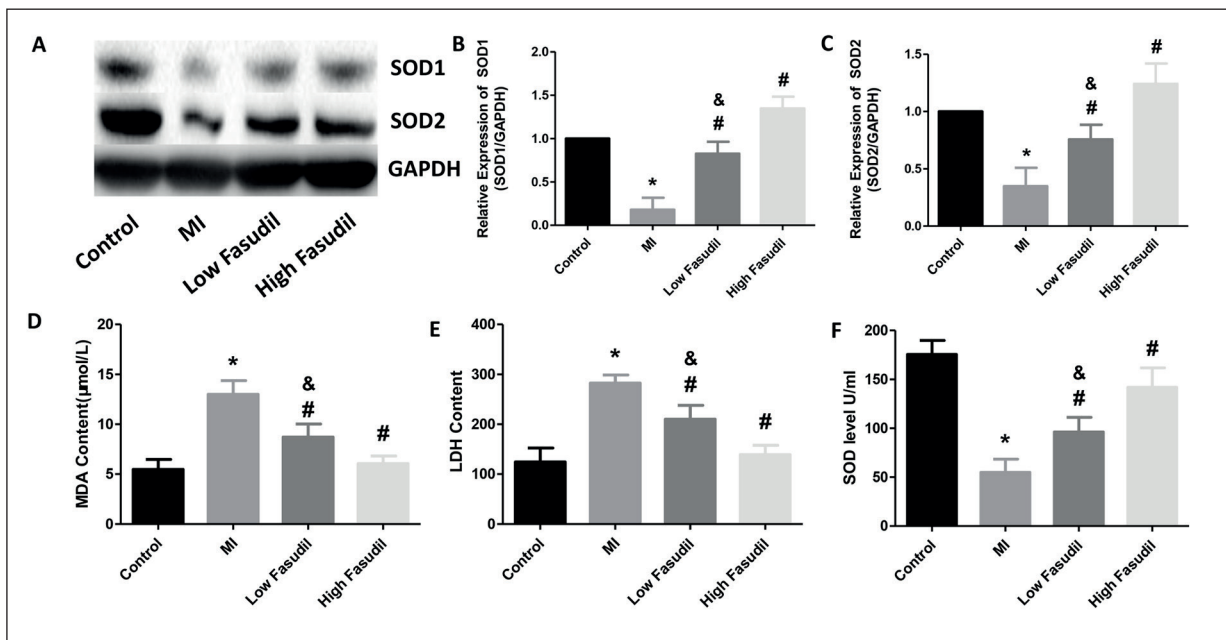 A
SOD1
SOD2
GAPDH
Control
MI
Low Fasudil
High Fasudil
B
Relative Expression of SOD1
(SOD1/GAPDH)
2.0
1.5
1.0
0.5
0.0
*
&
#
#
Control
MI
Low Fasudil
High Fasudil
C
Relative Expression of SOD2
(SOD2/GAPDH)
1.5
1.0
0.5
0.0
*
&
#
#
Control
MI
Low Fasudil
High Fasudil
D
MDA Content(μmol/L)
20
15
10
5
0
*
&
#
#
Control
MI
Low Fasudil
High Fasudil
E
LDH Content
400
300
200
100
0
*
&
#
#
Control
MI
Low Fasudil
High Fasudil
F
SOD level U/ml
200
150
100
50
0
*
&
#
#
Control
MI
Low Fasudil
High Fasudil